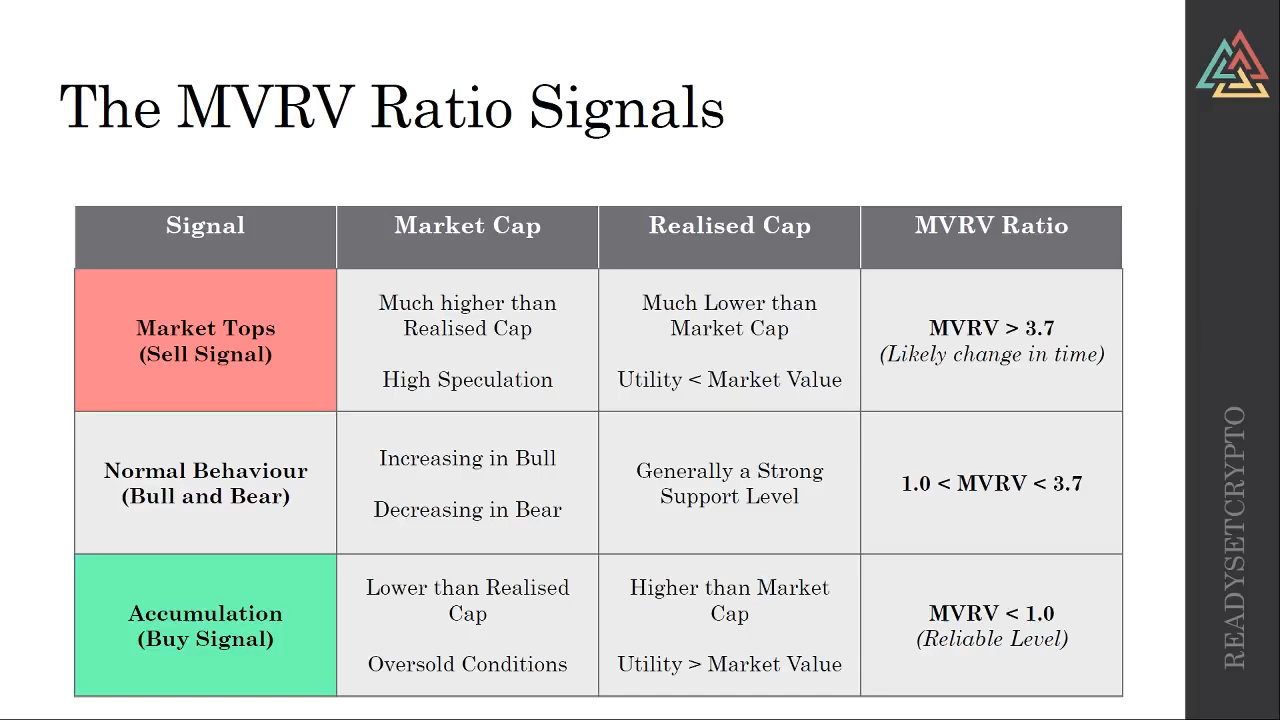 The MVRV Ratio Signals
Signal
Market Cap
Realised Cap
MVRV Ratio
Market Tops
(Sell Signal)
Much higher than
Realised Cap
High Speculation
Much Lower than
Market Cap
Utility < Market Value
MVRV > 3.7
(Likely change in time)
Normal Behaviour
(Bull and Bear)
Increasing in Bull
Decreasing in Bear
Generally a Strong
Support Level
1.0 < MVRV < 3.7
Accumulation
(Buy Signal)
Lower than Realised
Cap
Oversold Conditions
Higher than Market
Cap
Utility > Market Value
MVRV < 1.0
(Reliable Level)
READYSETCRYPTO